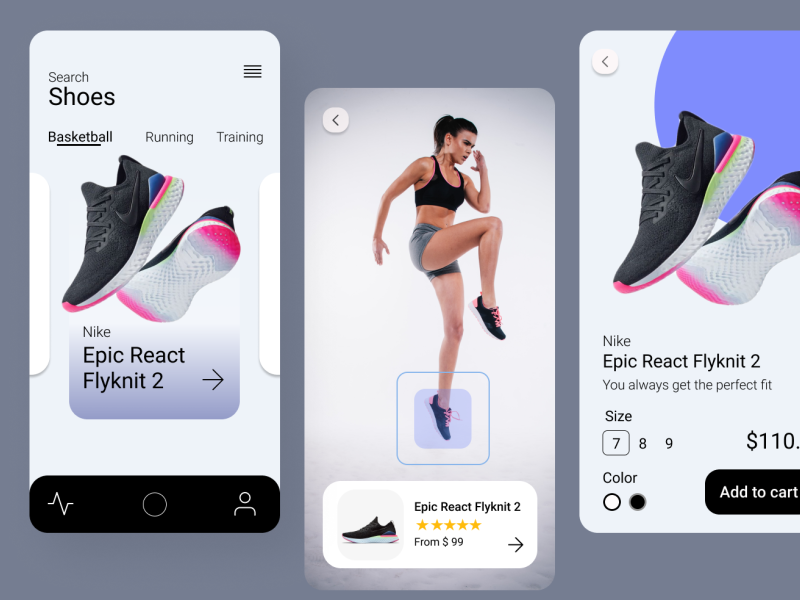 Search
Shoes
Basketball Running Training
Nike
Epic React
Flyknit 2
Epic React Flyknit 2
From $ 99
Nike
Epic React Flyknit 2
You always get the perfect fit
Size
7 8 9
$110.
Color
Add to cart